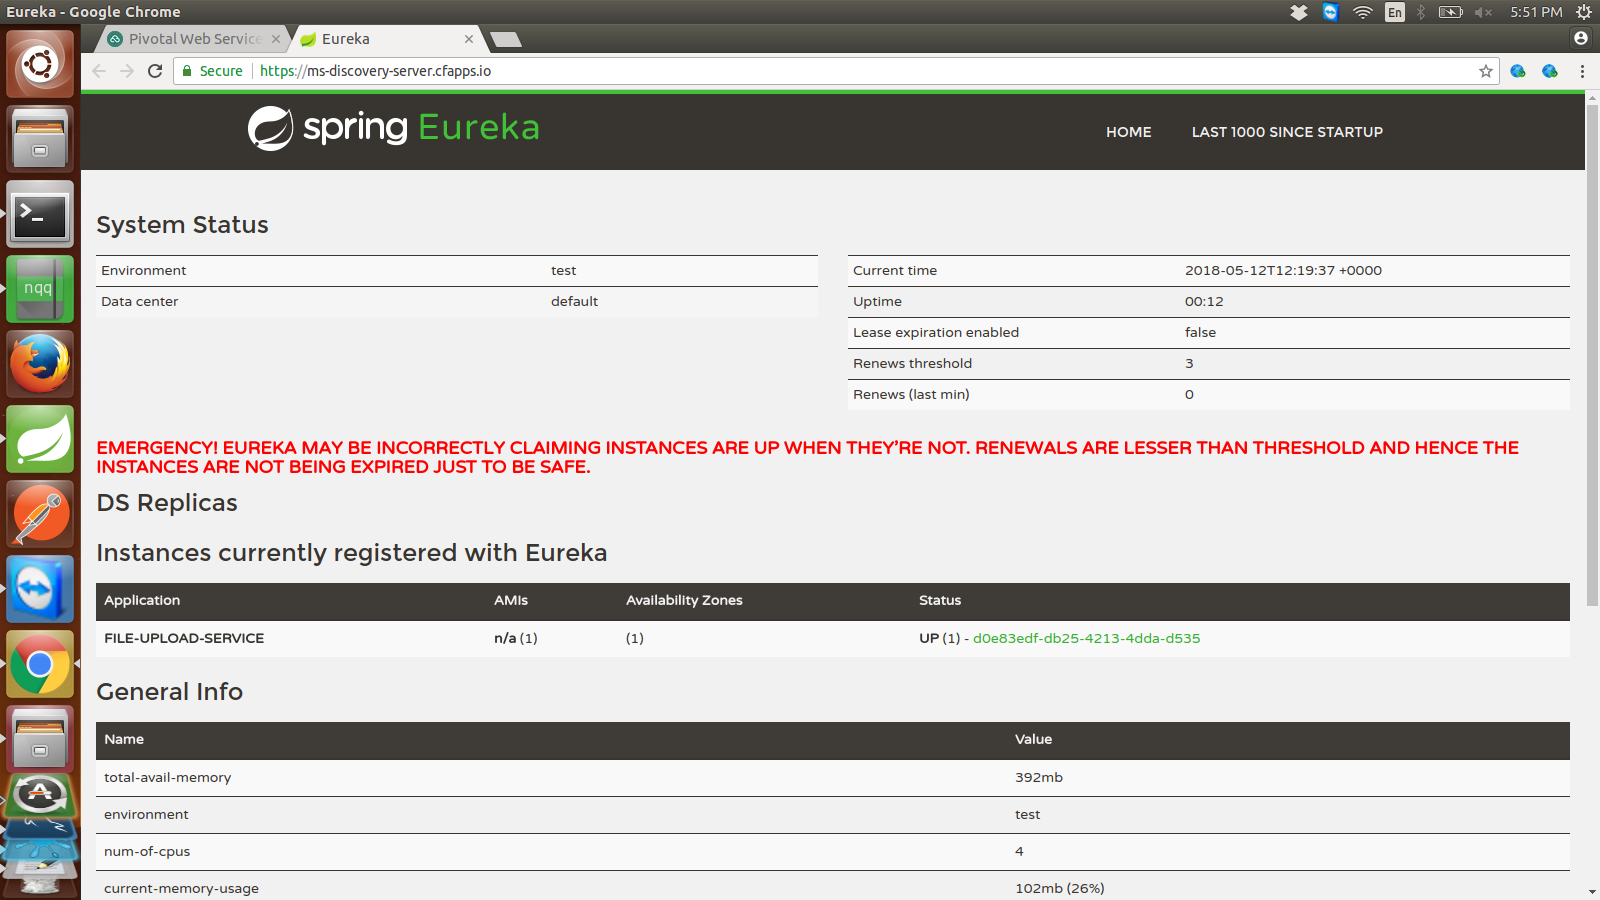 Eureka - Google Chrome
En
5:51 PM
Pivotal Web Service
Eureka
Secure
https://ms-discovery-server.cfapps.io
spring Eureka
HOME
LAST 1000 SINCE STARTUP
System Status
Environment test
Data center default
Current time 2018-05-12T12:19:37 +0000
Uptime 00:12
Lease expiration enabled false
Renews threshold 3
Renews (last min) 0
EMERGENCY! EUREKA MAY BE INCORRECTLY CLAIMING INSTANCES ARE UP WHEN THEY'RE NOT. RENEWALS ARE LESSER THAN THRESHOLD AND HENCE THE
INSTANCES ARE NOT BEING EXPIRED JUST TO BE SAFE.
DS Replicas
Instances currently registered with Eureka
Application AMIs Availability Zones Status
FILE-UPLOAD-SERVICE n/a (1) (1) UP (1) - d0e83edf-db25-4213-4dda-d535
General Info
Name Value
total-avail-memory 392mb
environment test
num-of-cpus 4
current-memory-usage 102mb (26%)
nqq